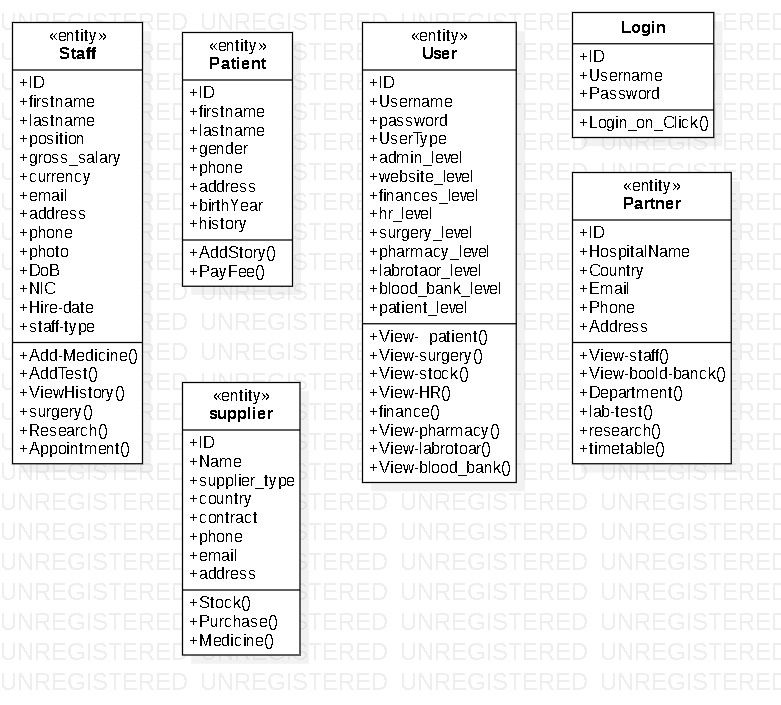 «entity»
Staff
+ID
+firstname
+lastname
+position
+gross_salary
+currency
+email
+address
+phone
+photo
+DoB
+NIC
+Hire-date
+staff-type
+Add-Medicine()
+AddTest()
+ViewHistory()
+surgery()
+Research()
+Appointment()
«entity»
Patient
+ID
+firstname
+lastname
+gender
+phone
+address
+birthYear
+history
+AddStory()
+PayFee()
«entity»
supplier
+ID
+Name
+supplier_type
+country
+contract
+phone
+email
+address
+Stock()
+Purchase()
+Medicine()
«entity»
User
+ID
+Username
+password
+UserType
+admin_level
+website_level
+finances_level
+hr_level
+surgery_level
+pharmacy_level
+labrotaor_level
+blood_bank_level
+patient_level
+View- patient()
+View-surgery()
+View-stock()
+View-HR()
+finance()
+View-pharmacy()
+View-labrotoar()
+View-blood_bank()
Login
+ID
+Username
+Password
+Login_on_Click()
«entity»
Partner
+ID
+HospitalName
+Country
+Email
+Phone
+Address
+View-staff()
+View-boold-banck()
+Department()
+lab-test()
+research()
+timetable()
UNREGISTERED UNREGISTERED UNREGISTERED UNREGISTERED